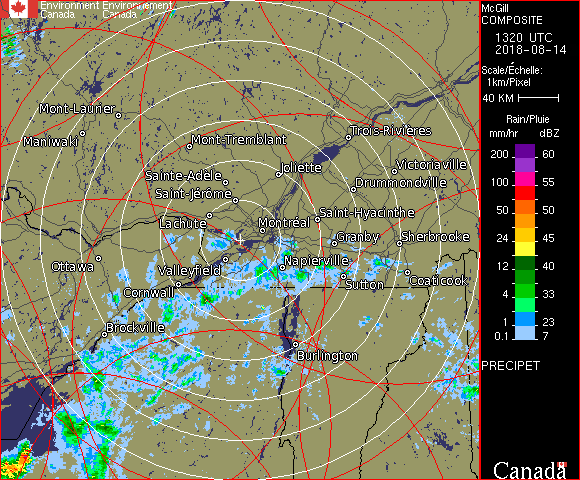 Environment Environnement
Canada Canada
McGill
COMPOSITE
1320 UTC
2018-08-14
Scale/Échelle:
1km/Pixel
40 KM
Rain/Pluie
mm/hr dBZ
200 60
100 55
50 50
24 45
12 40
4 33
1 23
0.1 7
PRECIPET
Canada
Mont-Laurier
Maniwaki
Mont-Tremblant
Trois-Rivières
Joliette
Victoriaville
Sainte-Adèle
Drummondville
Saint-Jérôme
Lachute
Saint-Hyacinthe
Montréal
Granby
Sherbrooke
Ottawa
Valleyfield
Napierville
Cornwall
Sutton
Coaticook
Brockville
Burlington